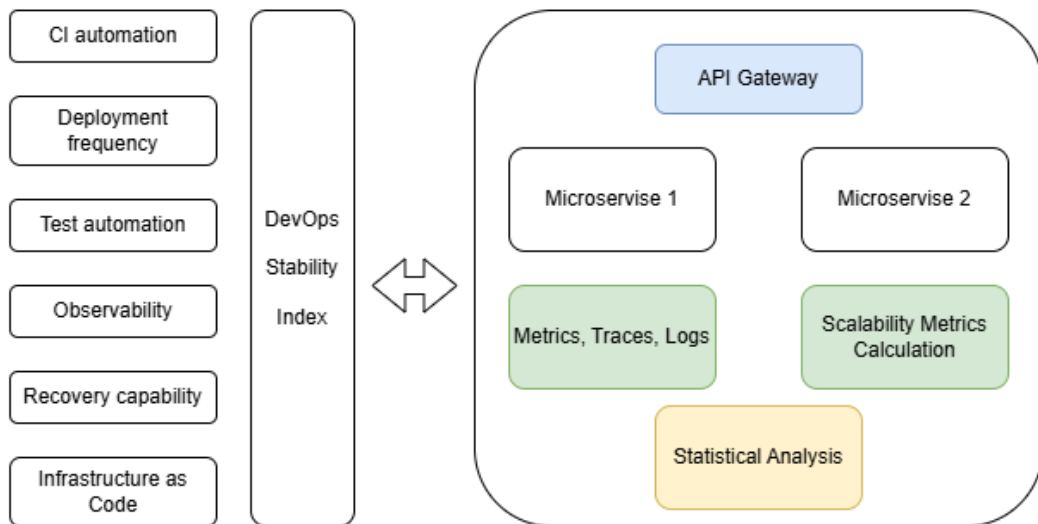 CI automation
Deployment
frequency
Test automation
Observability
Recovery capability
Infrastructure as
Code
DevOps
Stability
Index
API Gateway
Microservise 1
Microservise 2
Metrics, Traces, Logs
Scalability Metrics
Calculation
Statistical Analysis